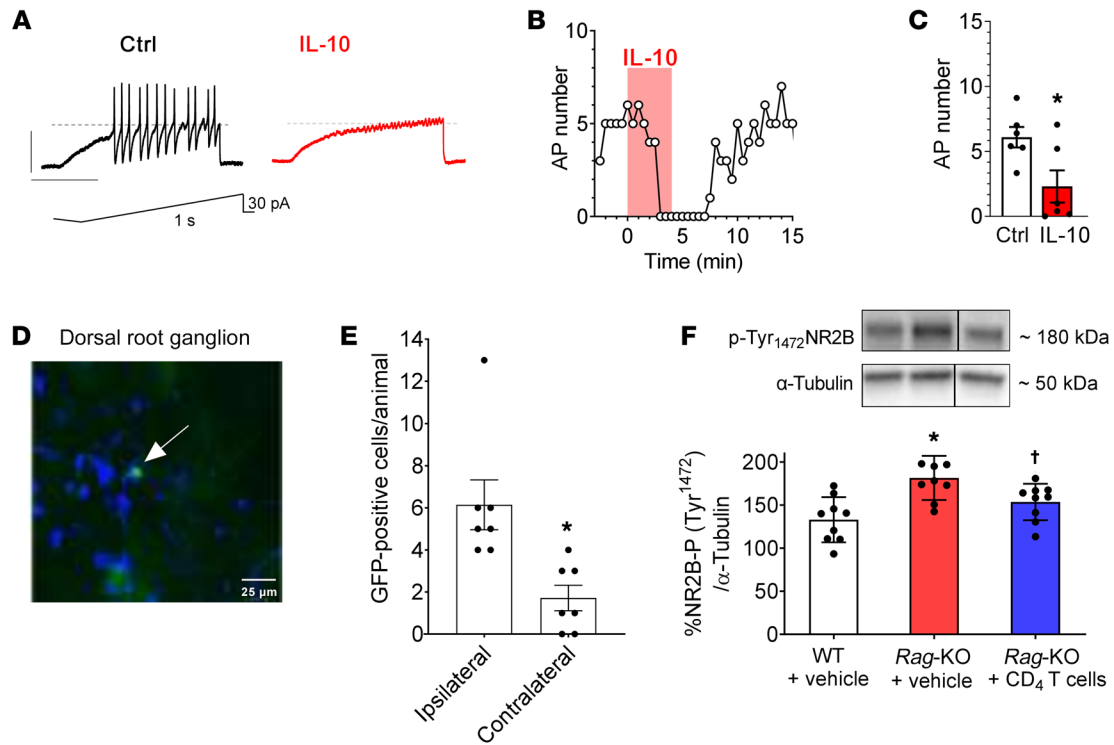 A
Ctrl
IL-10
1 s
30 pA
B
IL-10
AP number
10
5
0
0
5
10
15
Time (min)
C
AP number
15
10
5
0
*
Ctrl
IL-10
D
Dorsal root ganglion
25 µm
E
GFP-positive cells/animal
14
12
10
8
6
4
2
0
*
Ipsilateral
Contralateral
F
p-Tyr1472NR2B
~ 180 kDa
α-Tubulin
~ 50 kDa
%NR2B-P (Tyr1472)
/α-Tubulin
200
150
100
50
0
*
†
WT
+ vehicle
Rag-KO
+ vehicle
Rag-KO
+ CD4 T cells